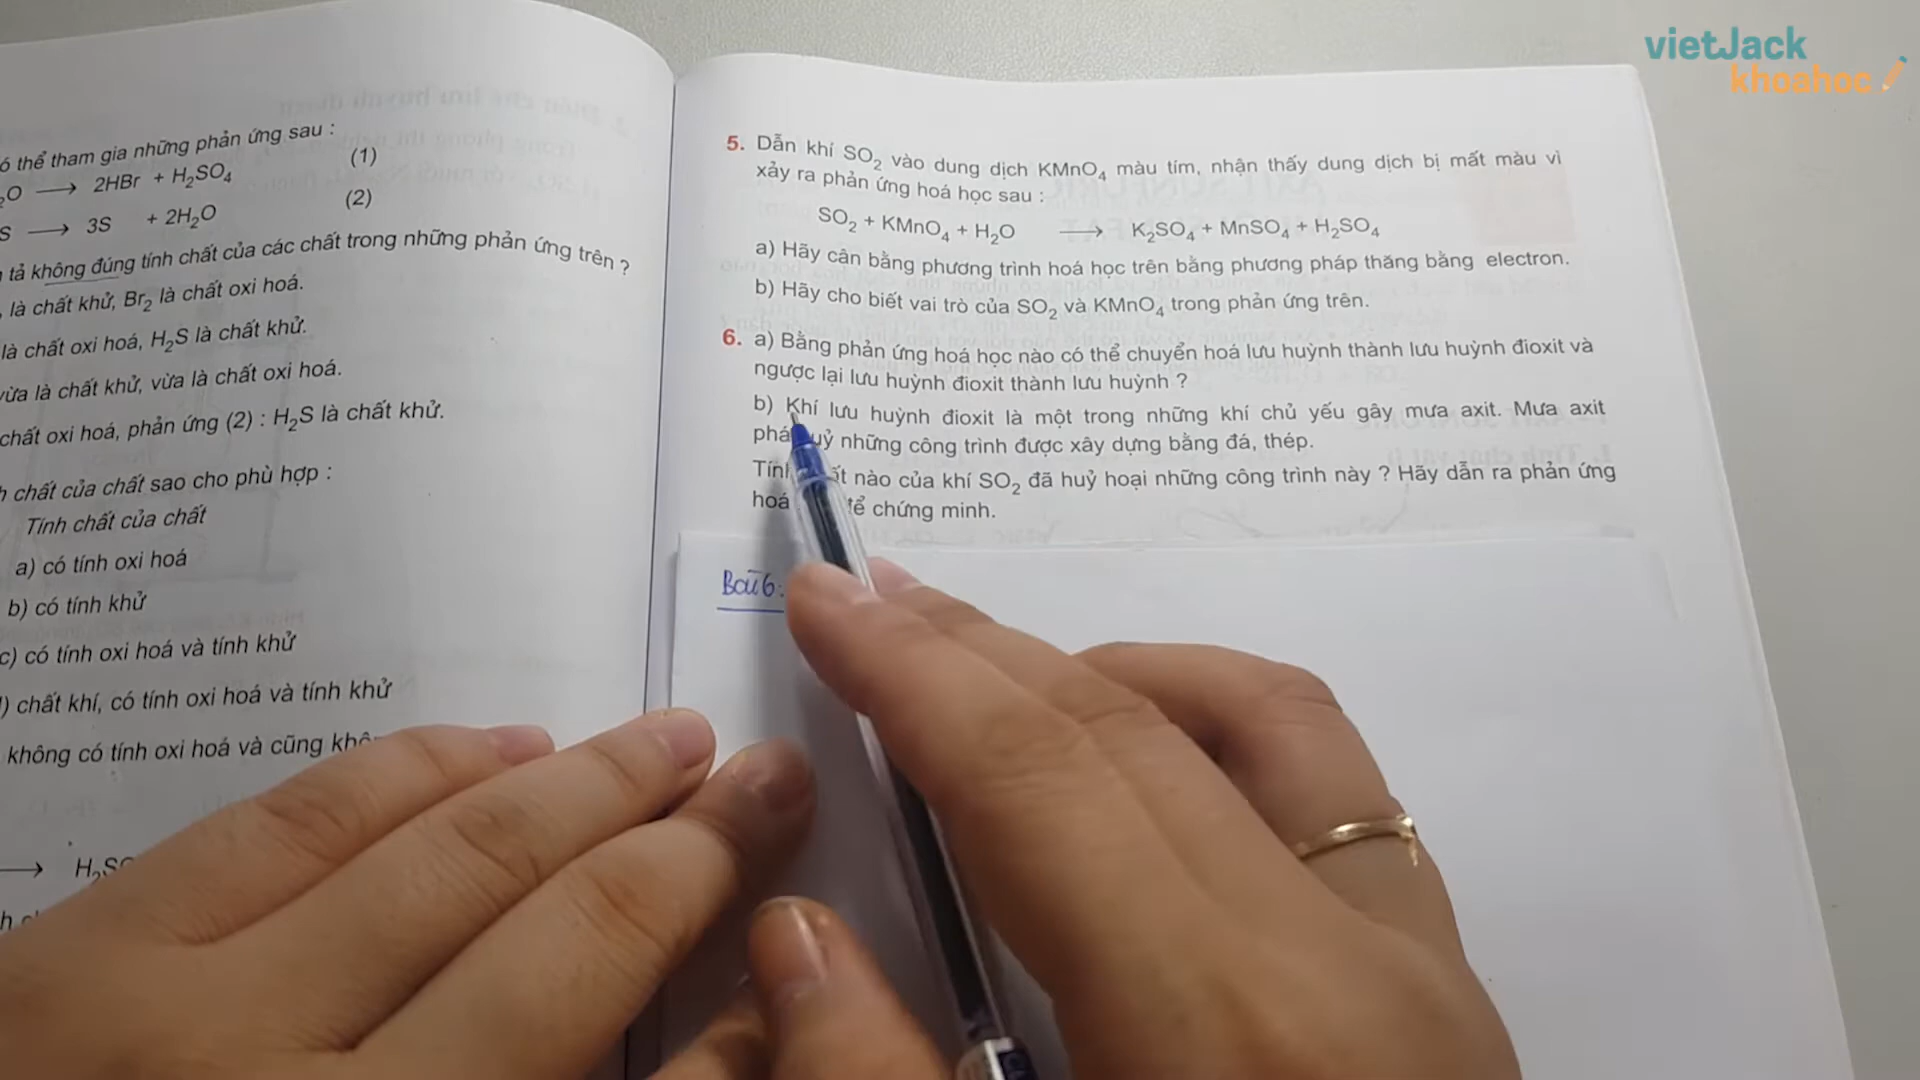 vietJack
khoahoc
ó thể tham gia những phản ứng sau :
₂O ⟶ 2HBr + H₂SO₄ (1)
S ⟶ 3S + 2H₂O (2)
tả không đúng tính chất của các chất trong những phản ứng trên ?
là chất khử, Br₂ là chất oxi hoá.
là chất oxi hoá, H₂S là chất khử.
vừa là chất khử, vừa là chất oxi hoá.
chất oxi hoá, phản ứng (2) : H₂S là chất khử.
chất của chất sao cho phù hợp :
Tính chất của chất
a) có tính oxi hoá
b) có tính khử
c) có tính oxi hoá và tính khử
) chất khí, có tính oxi hoá và tính khử
không có tính oxi hoá và cũng
⟶
5. Dẫn khí SO₂ vào dung dịch KMnO₄ màu tím, nhận thấy dung dịch bị mất màu vì
xảy ra phản ứng hoá học sau :
SO₂ + KMnO₄ + H₂O ⟶ K₂SO₄ + MnSO₄ + H₂SO₄
a) Hãy cân bằng phương trình hoá học trên bằng phương pháp thăng bằng electron.
b) Hãy cho biết vai trò của SO₂ và KMnO₄ trong phản ứng trên.
6. a) Bằng phản ứng hoá học nào có thể chuyển hoá lưu huỳnh thành lưu huỳnh đioxit và
ngược lại lưu huỳnh đioxit thành lưu huỳnh ?
b) Khí lưu huỳnh đioxit là một trong những khí chủ yếu gây mưa axit. Mưa axit
phá uỷ những công trình được xây dựng bằng đá, thép.
nào của khí SO₂ đã huỷ hoại những công trình này ? Hãy dẫn ra phản ứng
hoá chứng minh.
Bài 6: